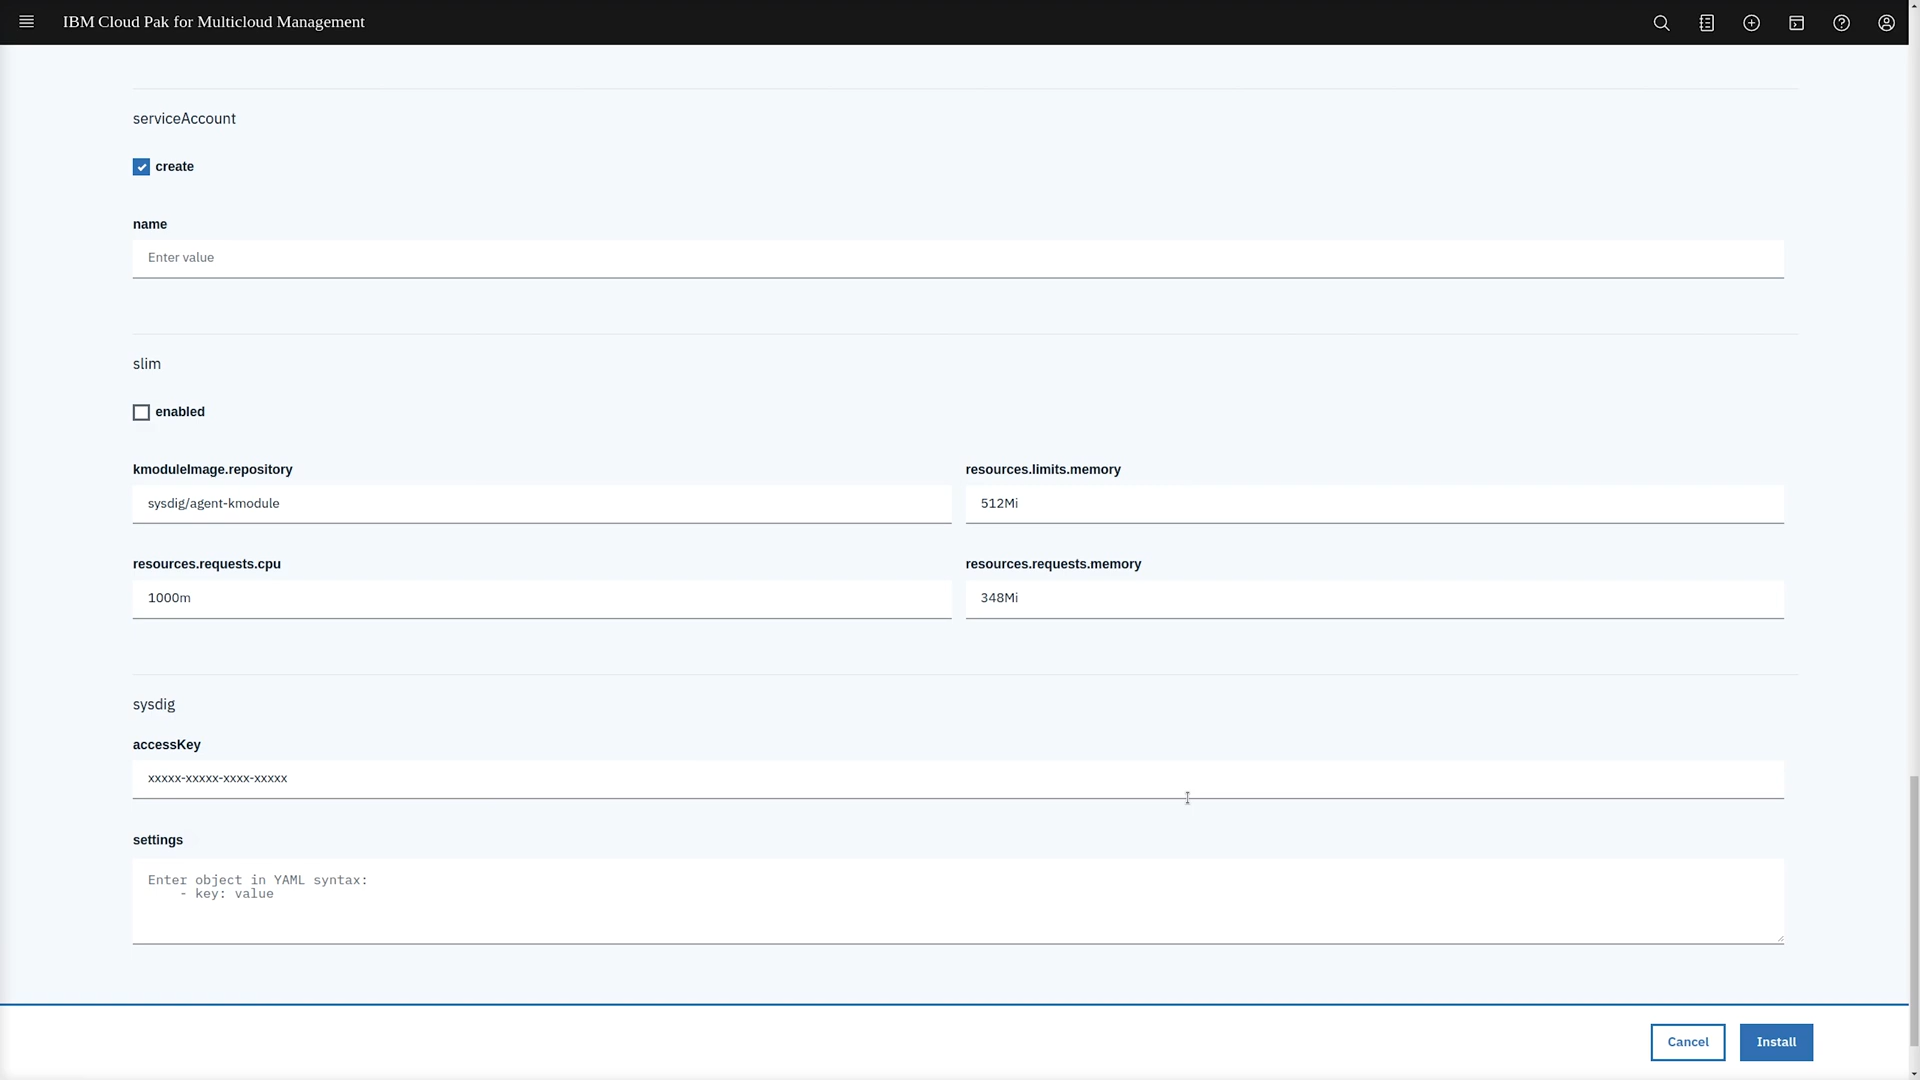 IBM Cloud Pak for Multicloud Management
serviceAccount
create
name
Enter value
slim
enabled
kmoduleImage.repository
resources.limits.memory
sysdig/agent-kmodule
512Mi
resources.requests.cpu
resources.requests.memory
1000m
348Mi
sysdig
accessKey
xxxxx-xxxxx-xxxx-xxxxx
settings
Enter object in YAML syntax:
- key: value
Cancel
Install